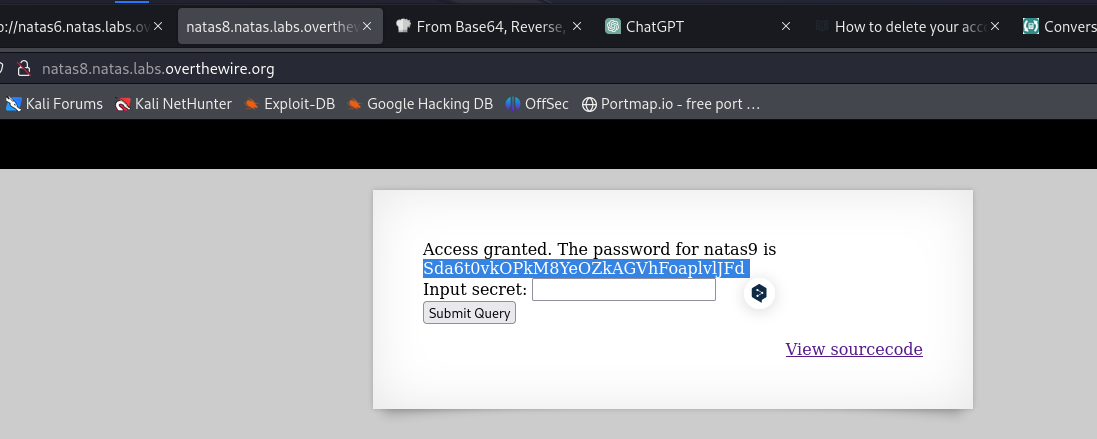 o://natas6.natas.labs.ov
natas8.natas.labs.overthew
From Base64, Reverse,
ChatGPT
How to delete your acc
Convers
natas8.natas.labs.overthewire.org
Kali Forums
Kali NetHunter
Exploit-DB
Google Hacking DB
OffSec
Portmap.io - free port …
Access granted. The password for natas9 is
Sda6t0vkOPkM8YeOZkAGVhFoaplvlJFd
Input secret:
Submit Query
View sourcecode